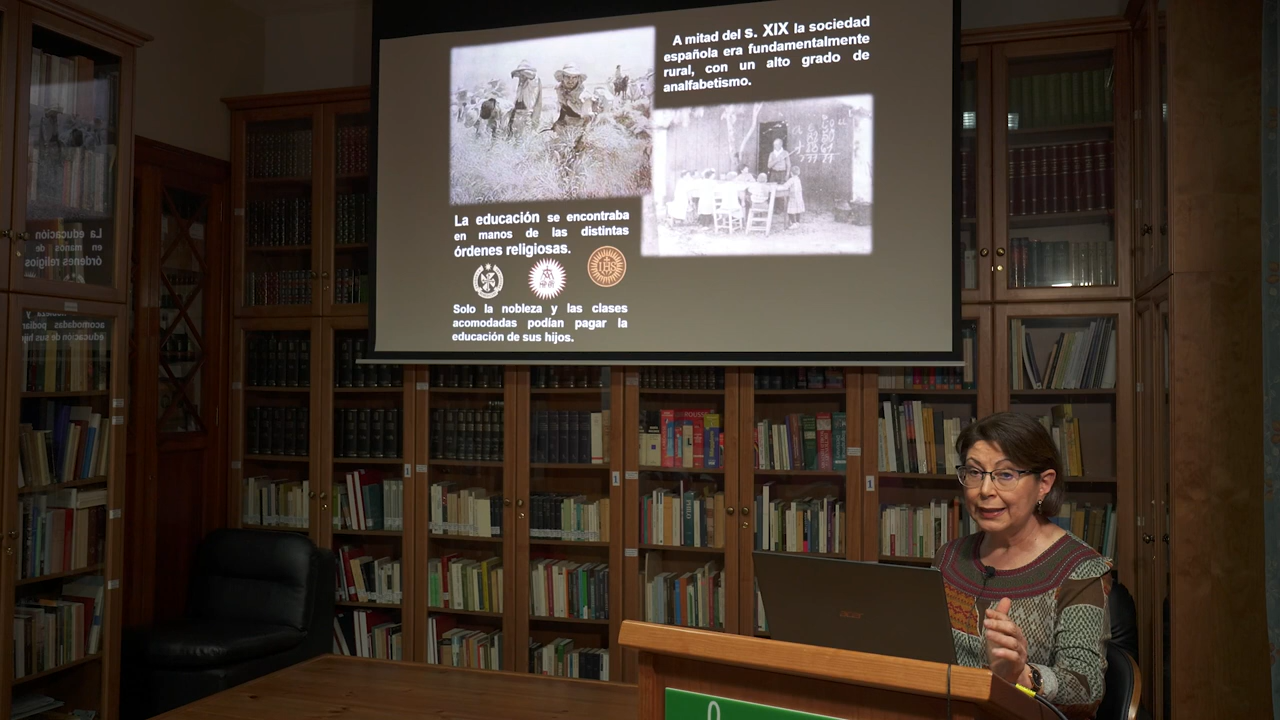 A mitad del s. XIX la sociedad
española era fundamentalmente
rural, con un alto grado de
analfabetismo.
La educación se encontraba
en manos de las distintas
órdenes religiosas.
IHS
Solo la nobleza y las clases
acomodadas podían pagar la
educación de sus hijos.
acer